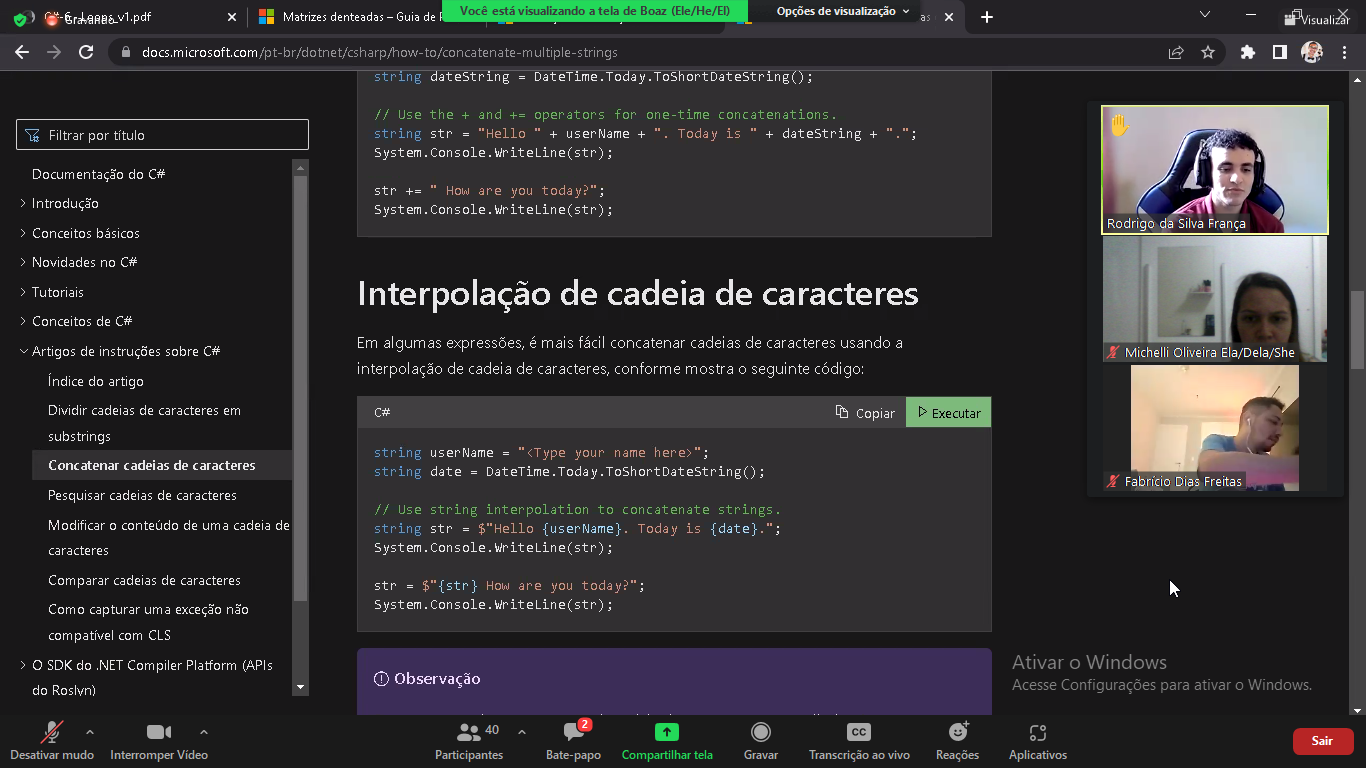 C#-6_Loops_v1.pdf
Gravando
Matrizes denteadas – Guia de P
Você está visualizando a tela de Boaz (Ele/He/El)
Opções de visualização
Visualizar
docs.microsoft.com/pt-br/dotnet/csharp/how-to/concatenate-multiple-strings
Filtrar por título
Documentação do C#
Introdução
Conceitos básicos
Novidades no C#
Tutoriais
Conceitos de C#
Artigos de instruções sobre C#
Índice do artigo
Dividir cadeias de caracteres em
substrings
Concatenar cadeias de caracteres
Pesquisar cadeias de caracteres
Modificar o conteúdo de uma cadeia de
caracteres
Comparar cadeias de caracteres
Como capturar uma exceção não
compatível com CLS
O SDK do .NET Compiler Platform (APIs
do Roslyn)
string dateString = DateTime.Today.ToShortDateString();
// Use the + and += operators for one-time concatenations.
string str = "Hello " + userName + ". Today is " + dateString + ".";
System.Console.WriteLine(str);
str += " How are you today?";
System.Console.WriteLine(str);
Interpolação de cadeia de caracteres
Em algumas expressões, é mais fácil concatenar cadeias de caracteres usando a
interpolação de cadeia de caracteres, conforme mostra o seguinte código:
C#
Copiar
Executar
string userName = "<Type your name here>";
string date = DateTime.Today.ToShortDateString();
// Use string interpolation to concatenate strings.
string str = $"Hello {userName}. Today is {date}.";
System.Console.WriteLine(str);
str = $"{str} How are you today?";
System.Console.WriteLine(str);
Observação
Rodrigo da Silva França
Michelli Oliveira Ela/Dela/She
Fabrício Dias Freitas
Ativar o Windows
Acesse Configurações para ativar o Windows.
Desativar mudo
Interromper Vídeo
Participantes
40
Bate-papo
2
Compartilhar tela
Gravar
CC
Transcrição ao vivo
Reações
Aplicativos
Sair